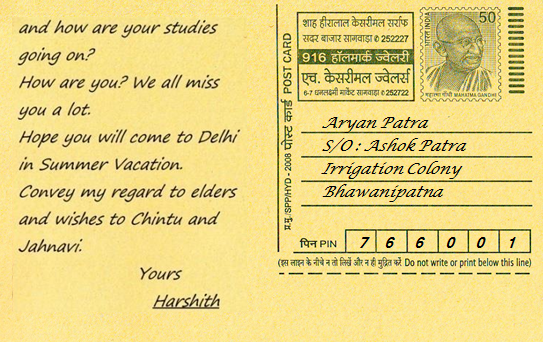 and how are your studies
going on?
How are you? We all miss
you a lot.
Hope you will come to Delhi
in Summer Vacation.
Convey my regard to elders
and wishes to Chintu and
Jahnavi.
Yours
Harshith
प्र.मु./SPP/HYD - 2008 पोस्ट कार्ड POST CARD
शाह हीरालाल केसरीमल सर्राफ
सदर बाजार सागवाड़ा ✆ 252227
916 हॉलमार्क ज्वेलरी
एच. केसरीमल ज्वेलर्स
6-7 धनलक्ष्मी मार्केट सागवाड़ा ✆ 252722
भारत INDIA
50
महात्मा गाँधी MAHATMA GANDHI
Aryan Patra
S/O : Ashok Patra
Irrigation Colony
Bhawanipatna
पिन PIN 7 6 6 0 0 1
(इस लाइन के नीचे न तो लिखें और न ही मुद्रित करें Do not write or print below this line)